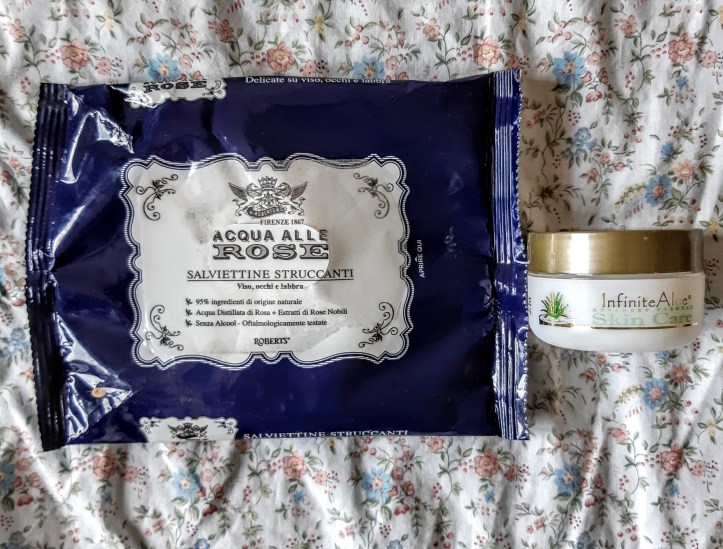 ROSE
Delicate su viso, occhi e labbra
FIRENZE 1867
ACQUA ALLE
ROSE
SALVIETTINE STRUCCANTI
Viso, occhi e labbra
95% ingredienti di origine naturale
Acqua Distillata di Rosa + Estratti di Rose Nobili
Senza Alcool - Oftalmologicamente testate
ROBERTS®
APRIRE QUI
SALVIETTINE STRUCCANTI
InfiniteAloe®
Skin Care